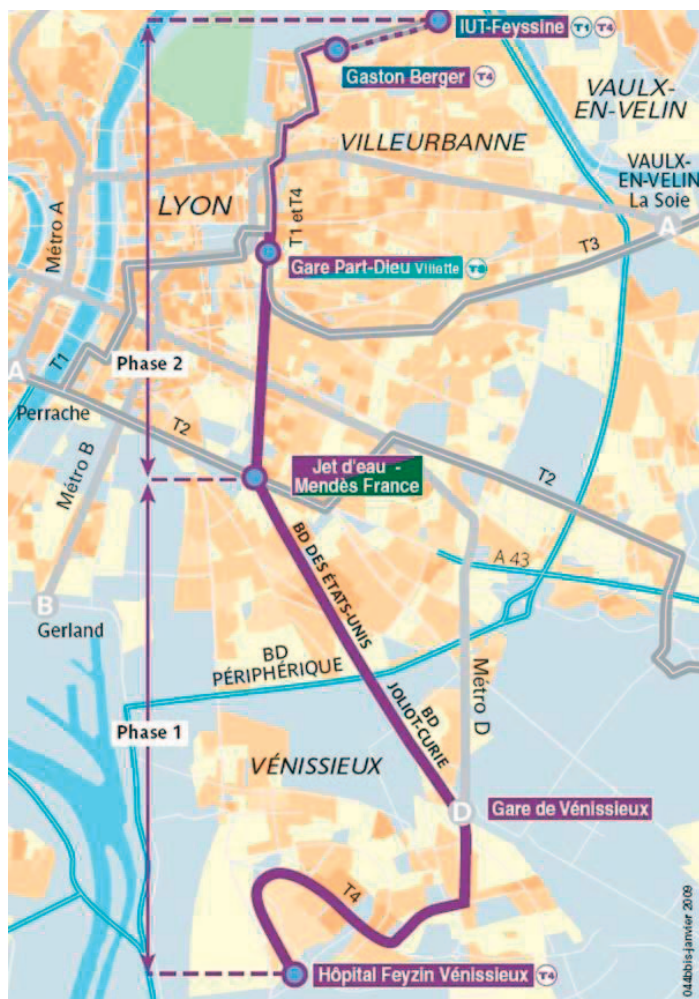 IUT-Feyssine T1 T4
Gaston Berger T4
VAULX-
EN-VELIN
VILLEURBANNE
VAULX-
EN-VELIN
La Soie
LYON
A
Métro A
T1 et T4
T3
Gare Part-Dieu Villette
T1
Phase 2
A
Perrache
T2
Métro B
Jet d'eau -
Mendès France
T2
BD DES ÉTATS-UNIS
A 43
B
Gerland
BD
PÉRIPHÉRIQUE
Métro D
BD
JOLIOT-CURIE
Phase 1
VÉNISSIEUX
D
Gare de Vénissieux
T4
Hôpital Feyzin Vénissieux T4
044bbis-janvier 2009